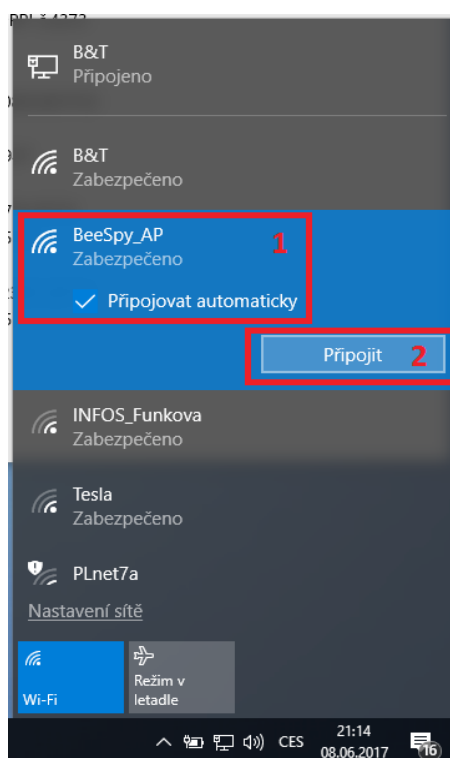 B&T
Připojeno
B&T
Zabezpečeno
BeeSpy_AP
1
Zabezpečeno
Připojovat automaticky
Připojit 2
INFOS_Funkova
Zabezpečeno
Tesla
Zabezpečeno
PLnet7a
Nastavení sítě
Wi-Fi
Režim v
letadle
CES
21:14
08.06.2017
16